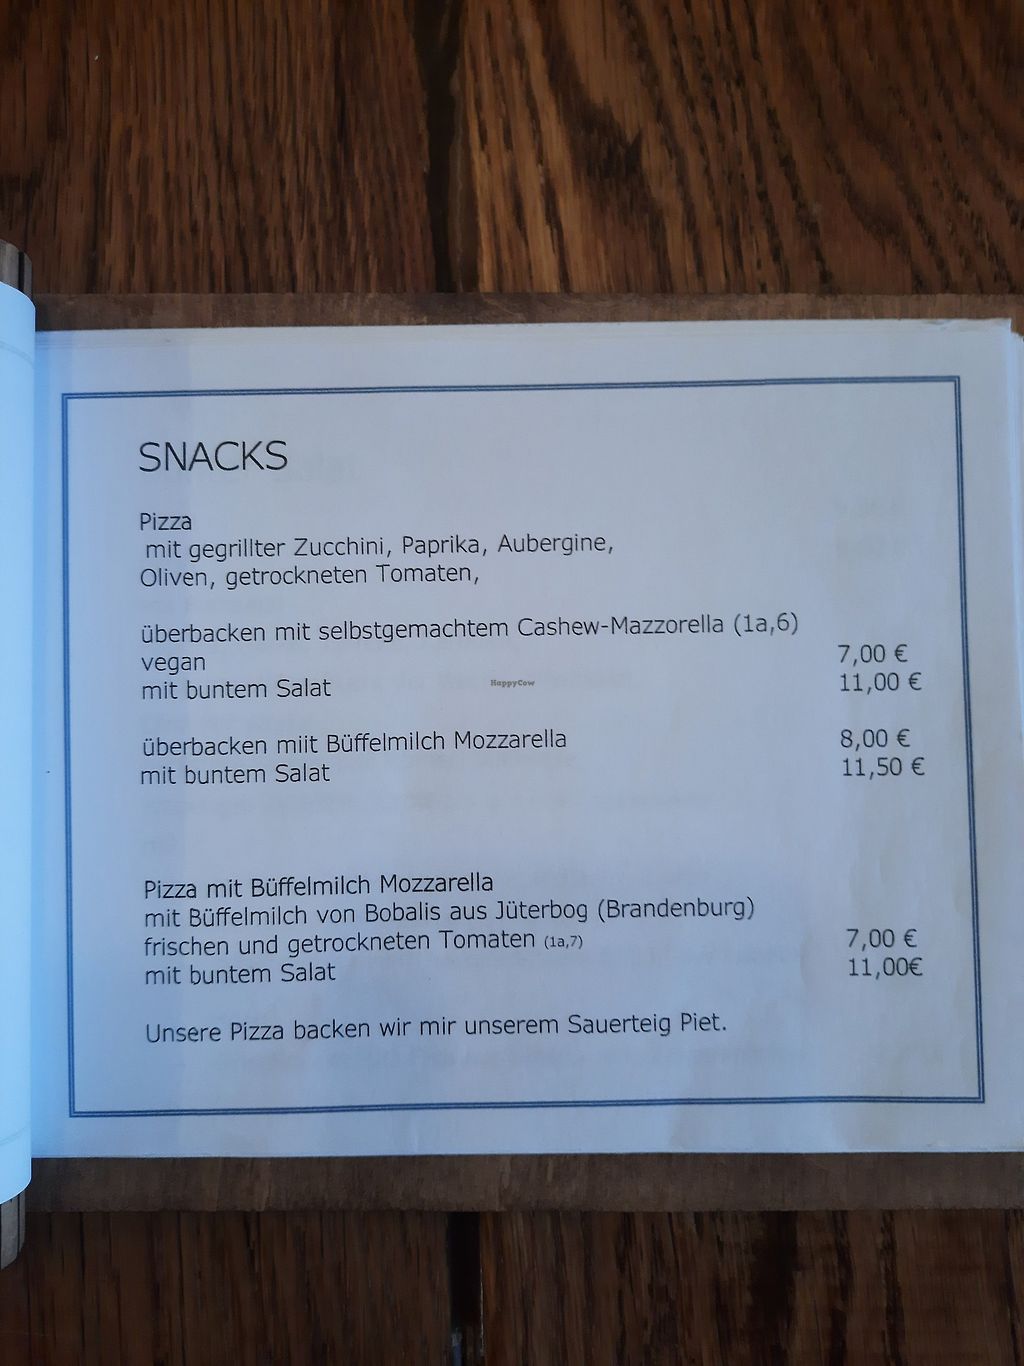 SNACKS
Pizza
mit gegrillter Zucchini, Paprika, Aubergine,
Oliven, getrockneten Tomaten,
überbacken mit selbstgemachtem Cashew-Mazzorella (1a,6)
vegan 7,00 €
mit buntem Salat 11,00 €
HappyCow
überbacken miit Büffelmilch Mozzarella 8,00 €
mit buntem Salat 11,50 €
Pizza mit Büffelmilch Mozzarella
mit Büffelmilch von Bobalis aus Jüterbog (Brandenburg)
frischen und getrockneten Tomaten (1a,7) 7,00 €
mit buntem Salat 11,00€
Unsere Pizza backen wir mir unserem Sauerteig Piet.